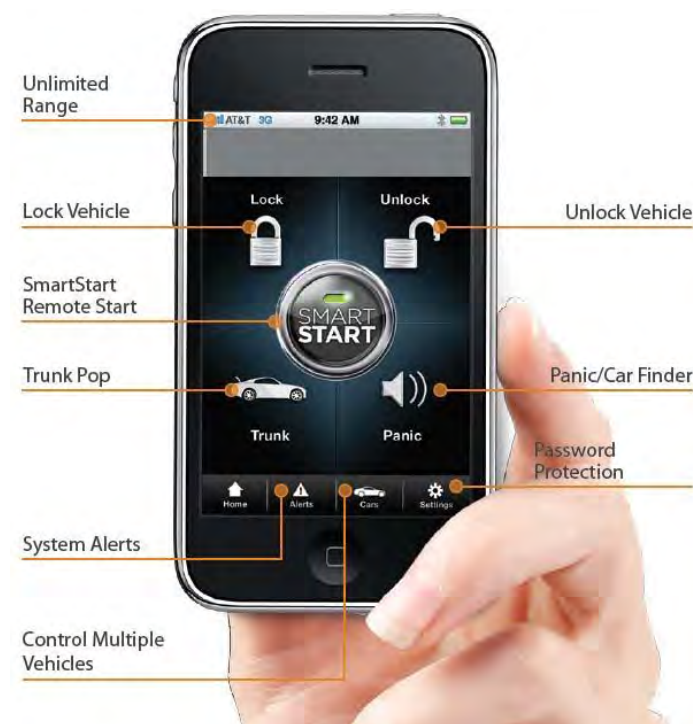 Unlimited
Range
AT&T 3G 9:42 AM
Lock
Unlock
Lock Vehicle
Unlock Vehicle
SmartStart
Remote Start
SMART
START
Trunk Pop
Panic/Car Finder
Trunk
Panic
Password
Protection
Home
Alerts
Cars
Settings
System Alerts
Control Multiple
Vehicles